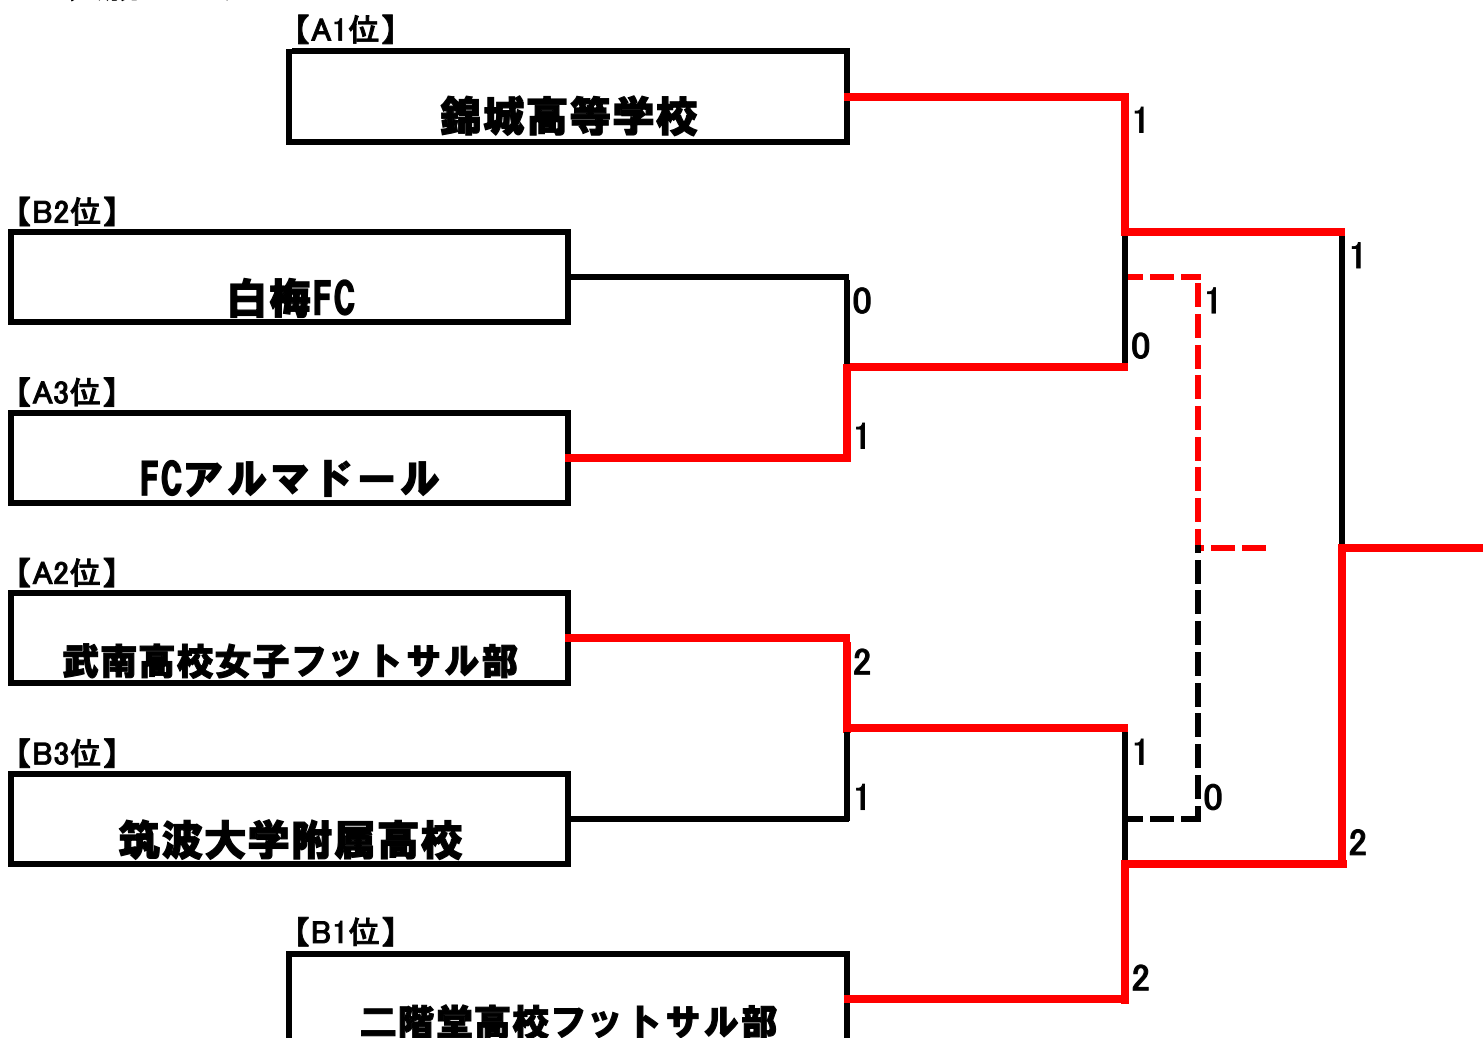 【A1位】
錦城高等学校
1
【B2位】
白梅FC
0
1
1
0
【A3位】
FCアルマドール
1
【A2位】
武南高校女子フットサル部
2
【B3位】
筑波大学附属高校
1
1
0
2
【B1位】
二階堂高校フットサル部
2